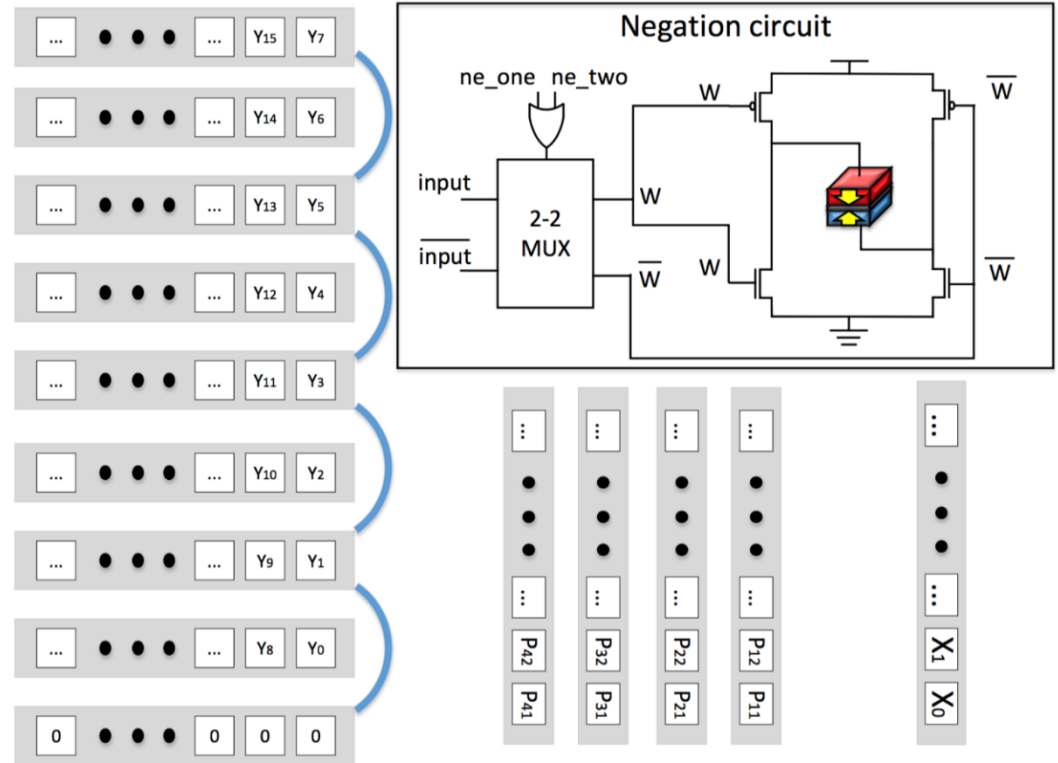 ... ... Y15 Y7
... ... Y14 Y6
... ... Y13 Y5
... ... Y12 Y4
... ... Y11 Y3
... ... Y10 Y2
... ... Y9 Y1
... ... Y8 Y0
0 0 0 0
Negation circuit
ne_one ne_two
input
input
2-2
MUX
W
W
W
W
W
W
... ... P42 P41
... ... P32 P31
... ... P22 P21
... ... P12 P11
... ... X1 X0